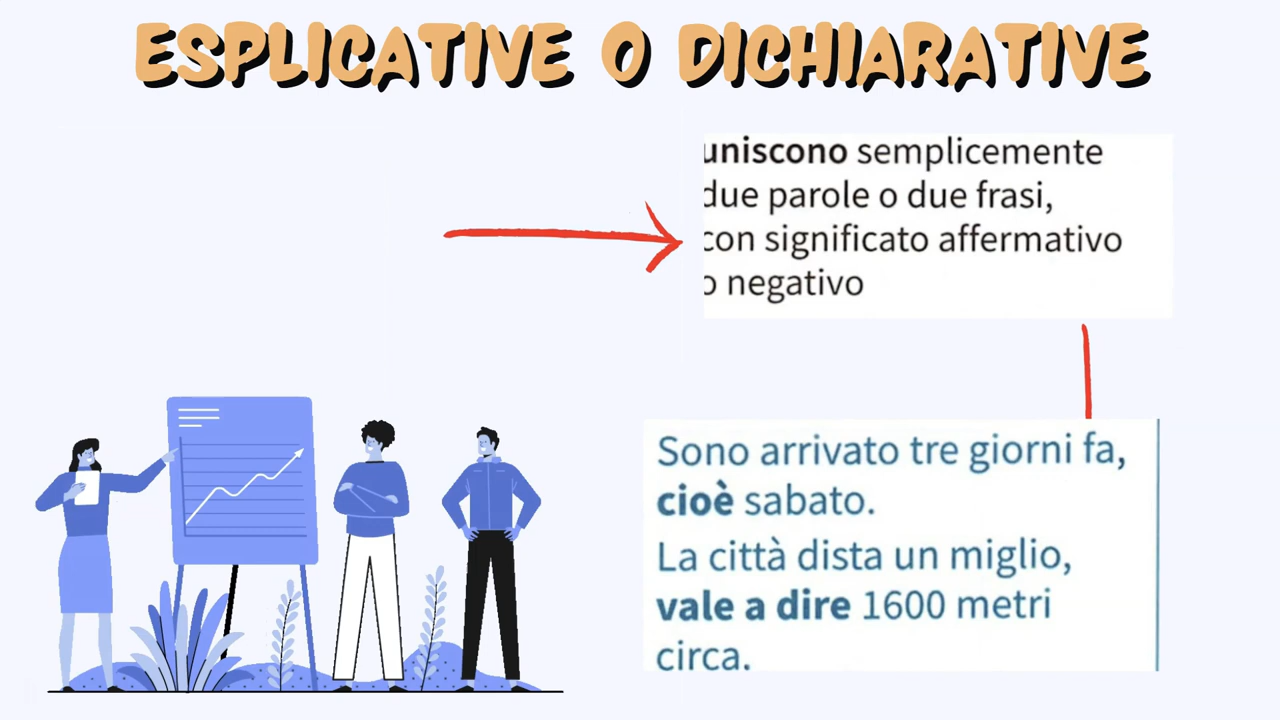 ESPLICATIVE O DICHIARATIVE
uniscono semplicemente
due parole o due frasi,
con significato affermativo
o negativo
Sono arrivato tre giorni fa,
cioè sabato.
La città dista un miglio,
vale a dire 1600 metri
circa.